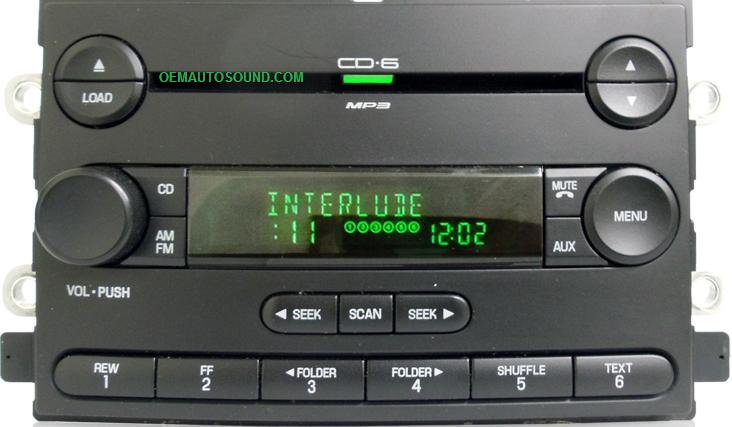 CD·6
OEMAUTOSOUND.COM
LOAD
MP3
CD
AM
FM
INTERLUDE
:11 ①②③④⑤⑥ 12:02
MUTE
AUX
MENU
VOL·PUSH
◀ SEEK
SCAN
SEEK ▶
REW
1
FF
2
◀ FOLDER
3
FOLDER ▶
4
SHUFFLE
5
TEXT
6